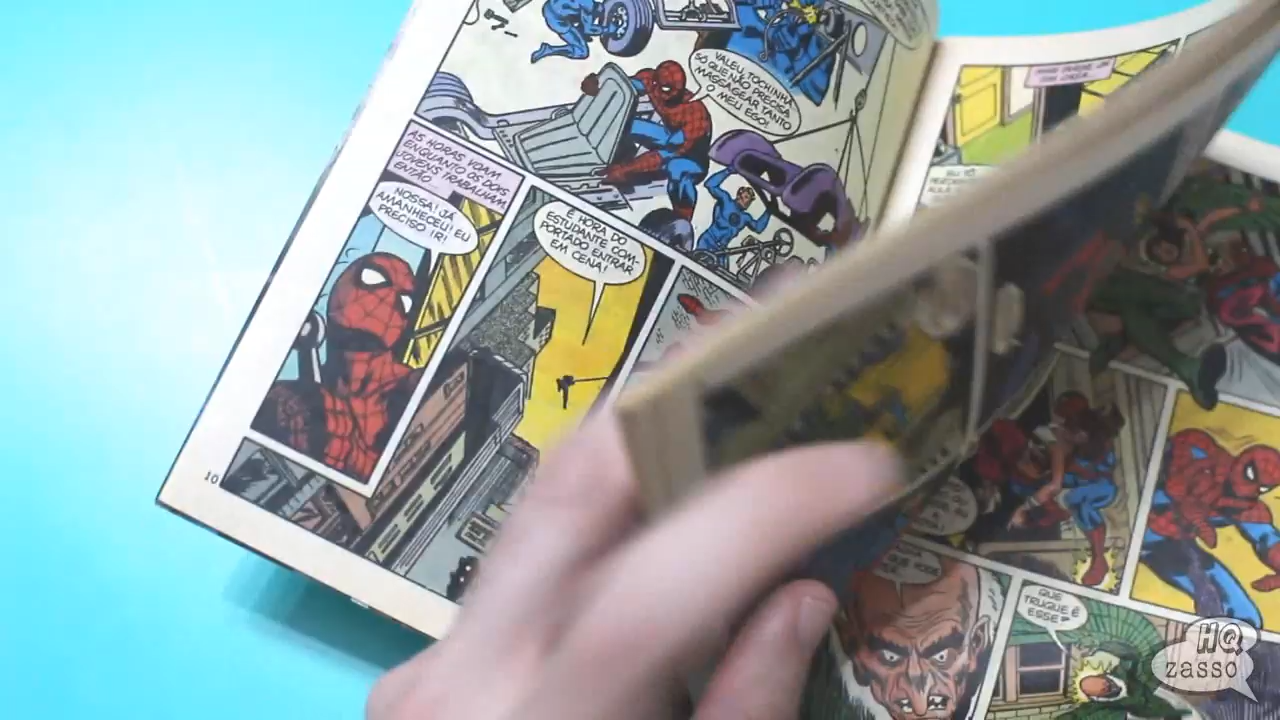 VALEU, TOCHINHA,
SÓ QUE NÃO PRECISA
MASSAGEAR TANTO
O MEU EGO!
AS HORAS VOAM
ENQUANTO OS DOIS
JOVENS TRABALHAM.
ENTÃO...
NOSSA! JÁ
AMANHECEU! EU
PRECISO IR!
É HORA DO
ESTUDANTE COM-
PORTADO ENTRAR
EM CENA!
10
QUE
TRUQUE É
ESSE?
HQ
zasso